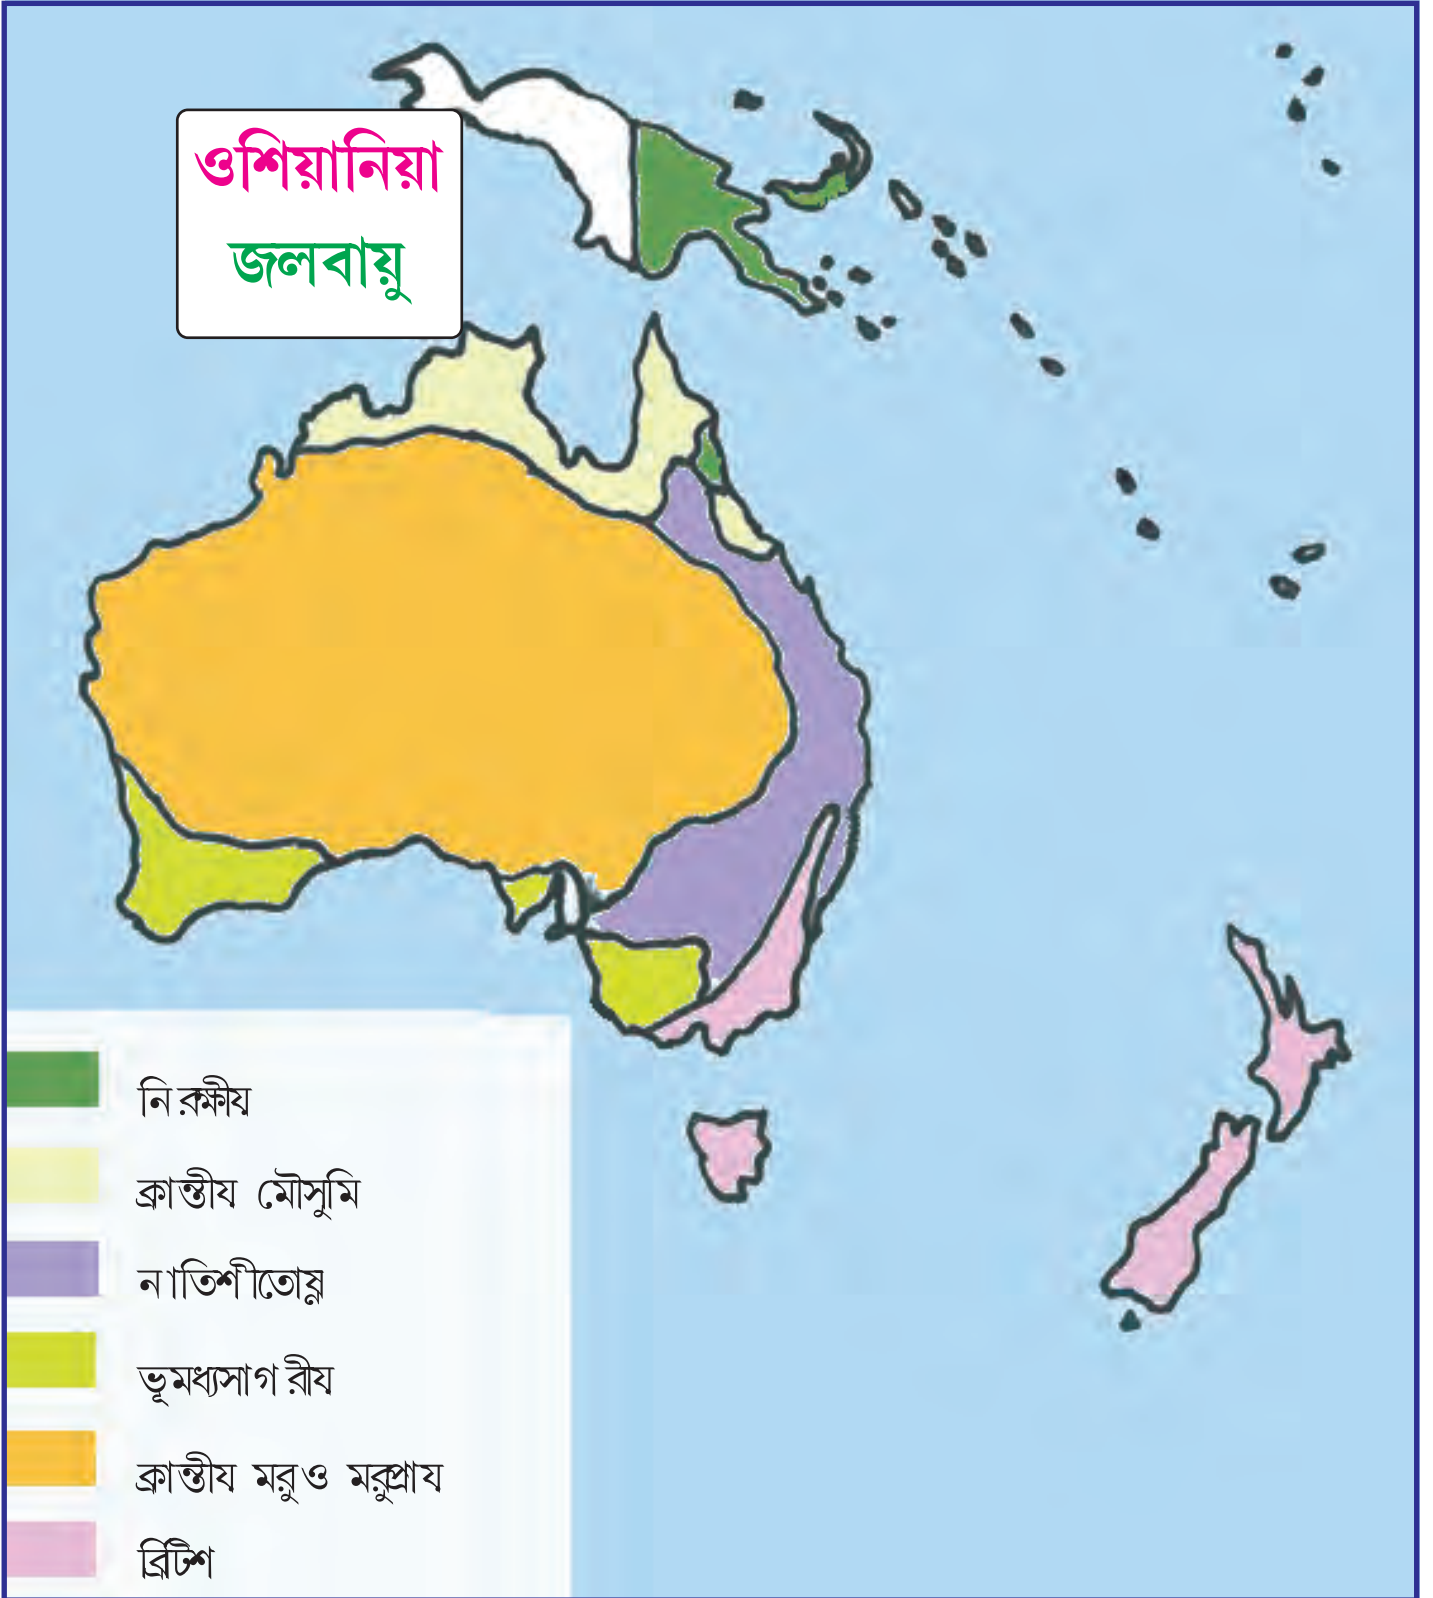 ওশিয়ানিয়া
জলবায়ু
নিরক্ষীয়
ক্রান্তীয মৌসুমি
নাতিশীতোষ্ণ
ভূমধ্যসাগরীয
ক্রান্তীয মরু ও মরুপ্রায
ব্রিটিশ